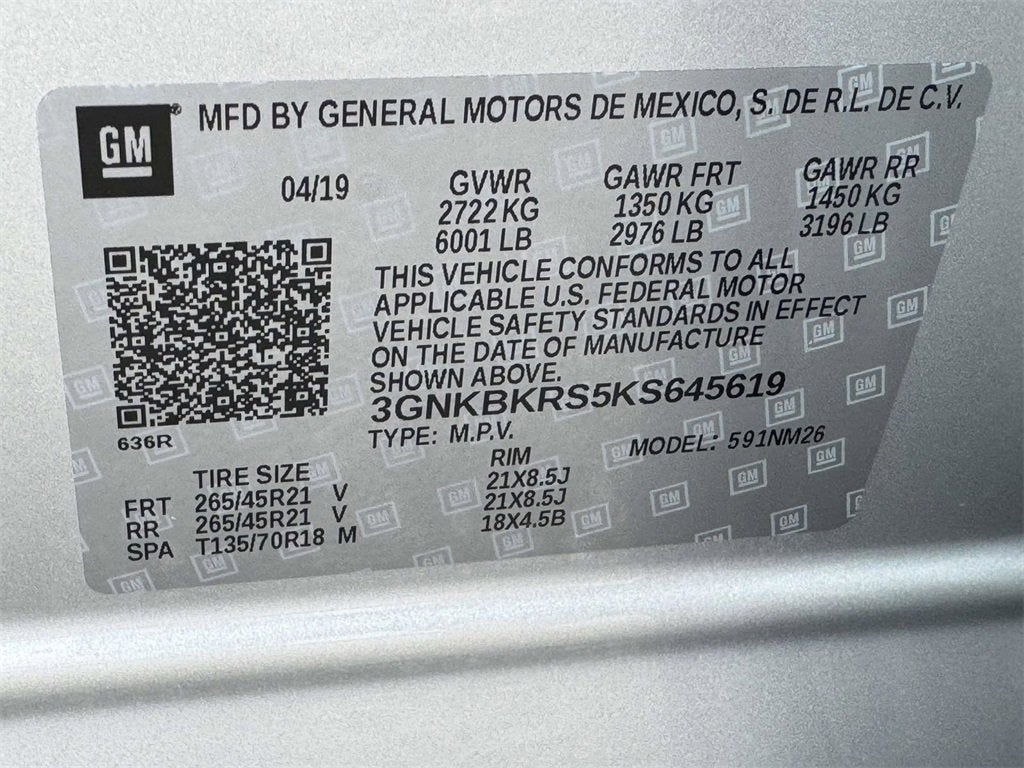 GM® MFD BY GENERAL MOTORS DE MEXICO, S. DE R.L. DE C.V.
04/19 GVWR GAWR FRT GAWR RR
2722 KG 1350 KG 1450 KG
6001 LB 2976 LB 3196 LB
THIS VEHICLE CONFORMS TO ALL
APPLICABLE U.S. FEDERAL MOTOR
VEHICLE SAFETY STANDARDS IN EFFECT
ON THE DATE OF MANUFACTURE
SHOWN ABOVE.
3GNKBKRS5KS645619
636R
TYPE: M.P.V. MODEL: 591NM26
TIRE SIZE RIM
FRT 265/45R21 V 21X8.5J
RR 265/45R21 V 21X8.5J
SPA T135/70R18 M 18X4.5B